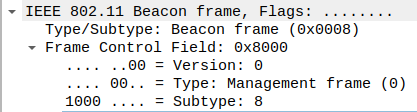 IEEE 802.11 Beacon frame, Flags: ........
Type/Subtype: Beacon frame (0x0008)
Frame Control Field: 0x8000
.... ..00 = Version: 0
.... 00.. = Type: Management frame (0)
1000 .... = Subtype: 8